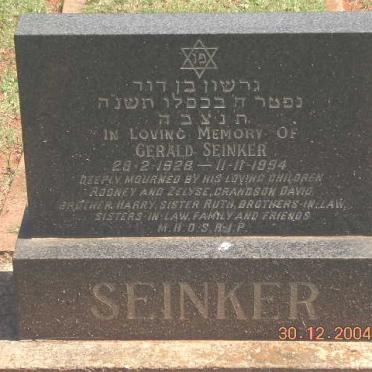 פנ
גרשון בן דוד
נפטר ח בכסלו תשנ"ה
ת נ צ ב ה
IN LOVING MEMORY OF
GERALD SEINKER
28·2·1928 — 11·11·1994
DEEPLY MOURNED BY HIS LOVING CHILDREN
RODNEY AND ZELYSE, GRANDSON DAVID,
BROTHER, HARRY, SISTER RUTH, BROTHERS-IN-LAW,
SISTERS-IN-LAW, FAMILY AND FRIENDS
M.H.D.S.R.I.P.
SEINKER
30.12.2004